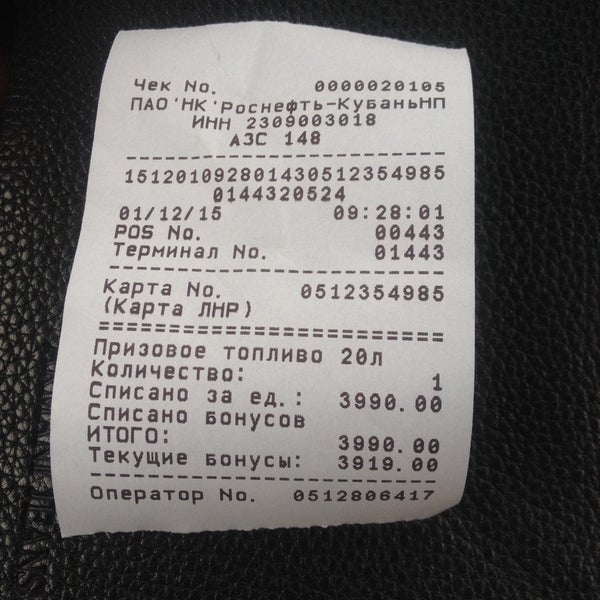 Чек No. 0000020105
ПАО'НК'Роснефть-КубаньНП
ИНН 2309003018
АЗС 148
151201092801430512354985
0144320524
01/12/15 09:28:01
POS No. 00443
Терминал No. 01443
Карта No. 0512354985
(Карта ЛНР)
Призовое топливо 20л
Количество: 1
Списано за ед.: 3990.00
Списано бонусов
ИТОГО: 3990.00
Текущие бонусы: 3919.00
Оператор No. 0512806417